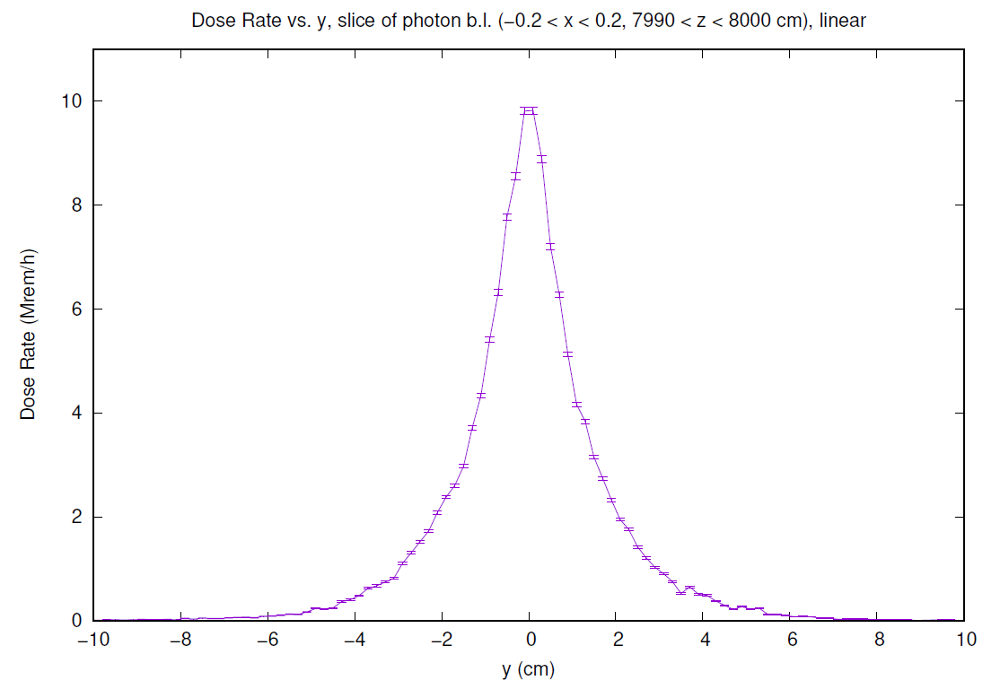 Dose Rate vs. y, slice of photon b.l. (−0.2 < x < 0.2, 7990 < z < 8000 cm), linear
10
8
6
4
2
0
Dose Rate (Mrem/h)
−10 −8 −6 −4 −2 0 2 4 6 8 10
y (cm)